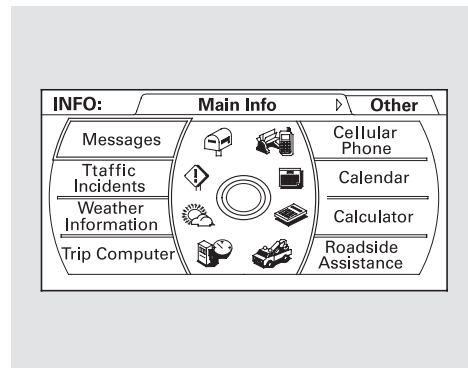 INFO: Main Info Other
Messages
Ttaffic
Incidents
Weather
Information
Trip Computer
Cellular
Phone
Calendar
Calculator
Roadside
Assistance